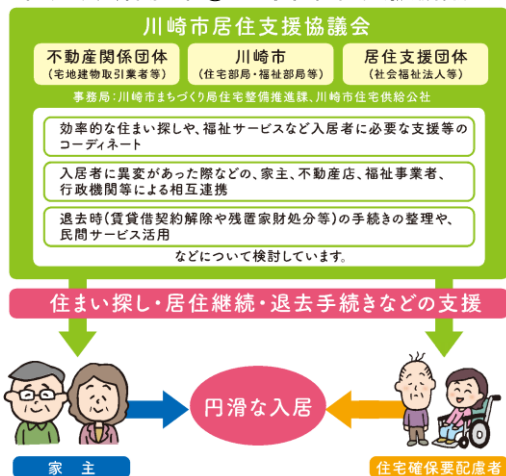 川崎市居住支援協議会
不動産関係団体
(宅地建物取引業者等)
川崎市
(住宅部局・福祉部局等)
居住支援団体
(社会福祉法人等)
事務局:川崎市まちづくり局住宅整備推進課、川崎市住宅供給公社
効率的な住まい探しや、福祉サービスなど入居者に必要な支援等の
コーディネート
入居者に異変があった際などの、家主、不動産店、福祉事業者、
行政機関等による相互連携
退去時(賃貸借契約解除や残置家財処分等)の手続きの整理や、
民間サービス活用
などについて検討しています。
住まい探し・居住継続・退去手続きなどの支援
円滑な入居
家 主
住宅確保要配慮者